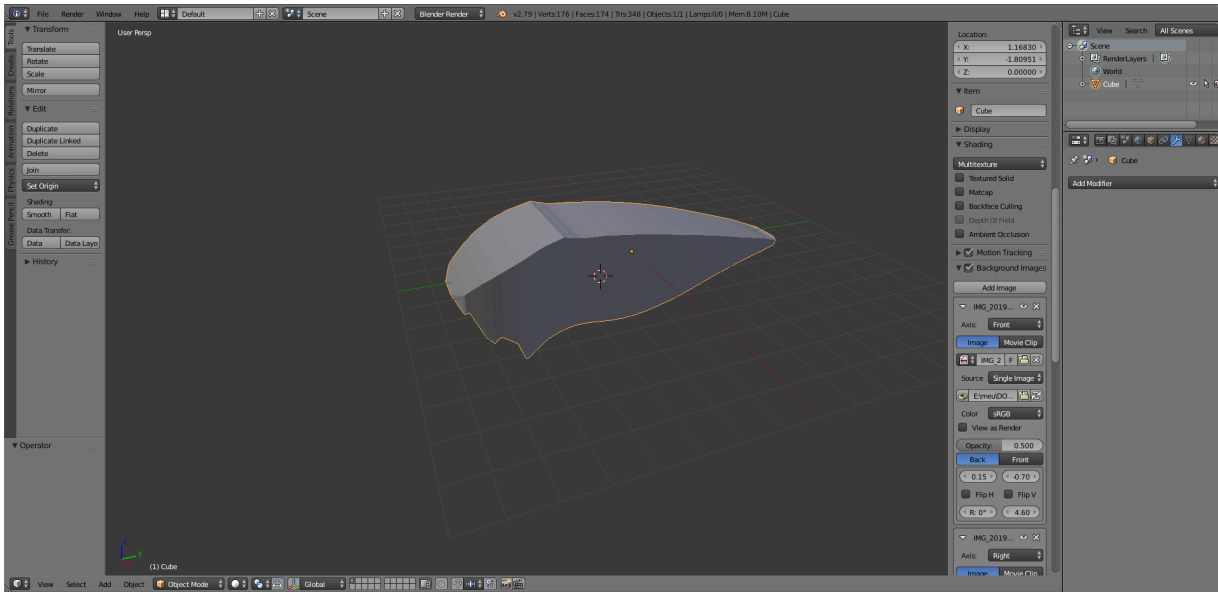 File Render Window Help Default Scene Blender Render v2.79 | Verts:176 | Faces:174 | Tris:348 | Objects:1/1 | Lamps:0/0 | Mem:8.10M | Cube
Tools
Create
Relations
Animation
Physics
Grease Pencil
Transform
Translate
Rotate
Scale
Mirror
Edit
Duplicate
Duplicate Linked
Delete
Join
Set Origin
Shading:
Smooth Flat
Data Transfer:
Data Data Layo
History
Operator
User Persp
(1) Cube
View Select Add Object Object Mode Global
Location:
X: 1.16830
Y: -1.80951
Z: 0.00000
Item
Cube
Display
Shading
Multitexture
Textured Solid
Matcap
Backface Culling
Depth Of Field
Ambient Occlusion
Motion Tracking
Background Images
Add Image
IMG_2019...
Axis: Front
Image Movie Clip
IMG_2 F
Source Single Image
E:\meu\DO...
Color sRGB
View as Render
Opacity: 0.500
Back Front
0.15 -0.70
Flip H Flip V
R: 0° 4.60
IMG_2019...
Axis: Right
Image Movie Clip
View Search All Scenes
Scene
RenderLayers |
World
Cube |
Cube
Add Modifier